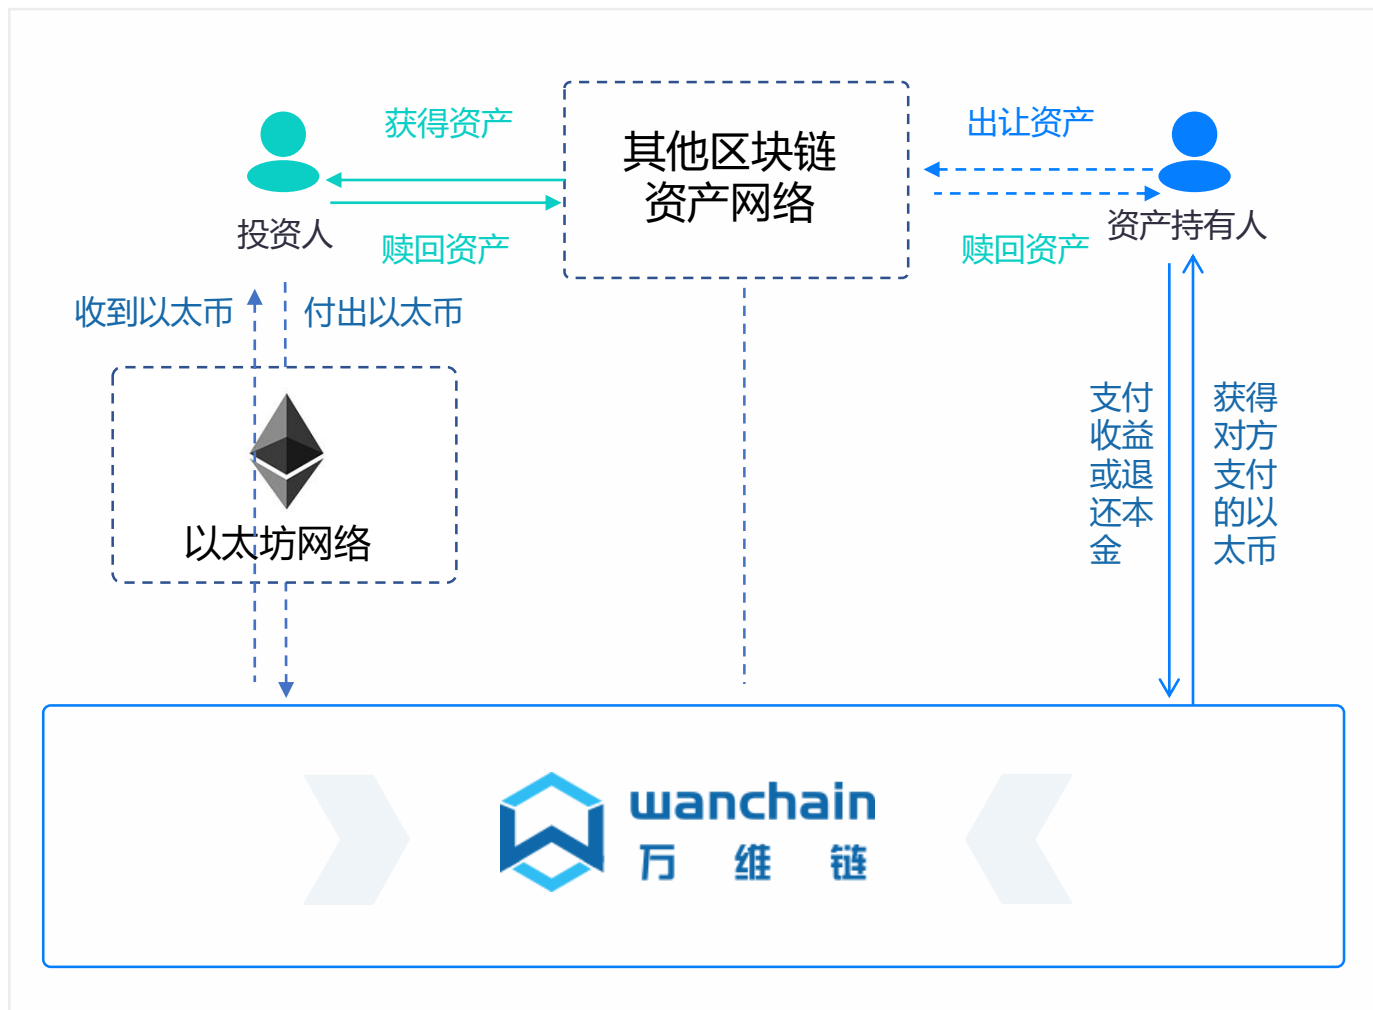 获得资产
其他区块链
资产网络
出让资产
投资人
赎回资产
赎回资产
资产持有人
收到以太币
付出以太币
以太坊网络
支付
收益
或退
还本
金
获得
对方
支付
的以
太币
wanchain
万维链